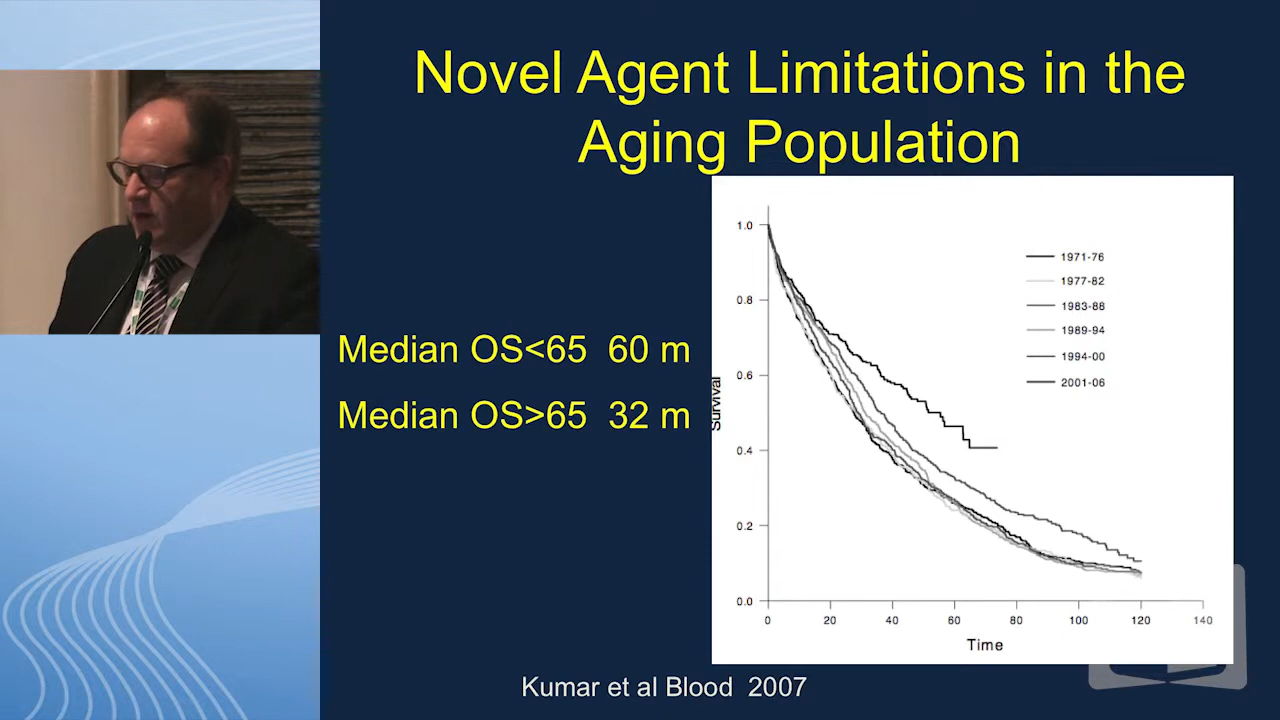 Novel Agent Limitations in the
Aging Population
Median OS<65 60 m
Median OS>65 32 m
1.0
0.8
0.6
0.4
0.2
0.0
Survival
0 20 40 60 80 100 120 140
Time
1971-76
1977-82
1983-88
1989-94
1994-00
2001-06
Kumar et al Blood 2007